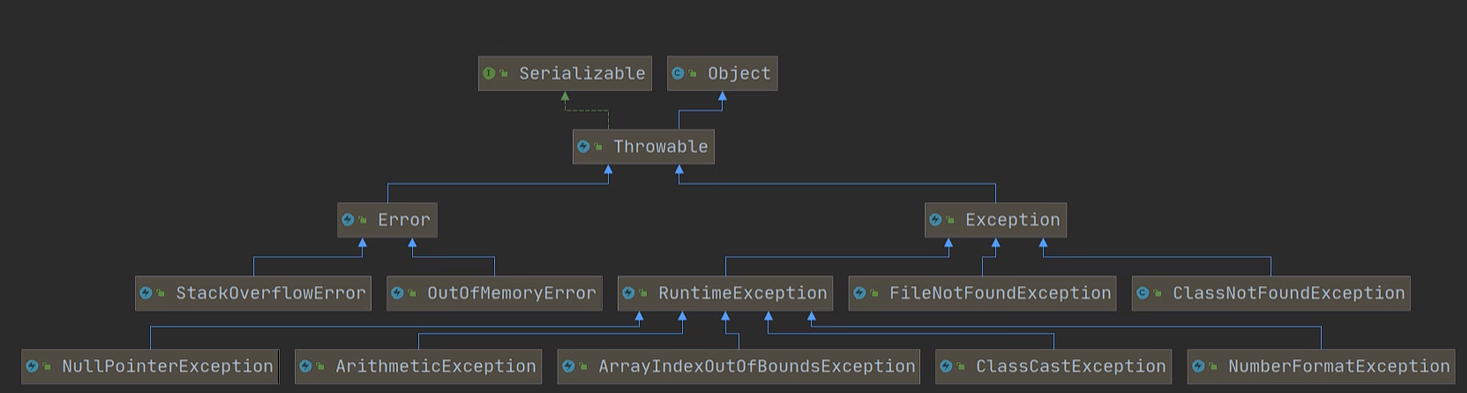 Serializable Object
Throwable
Error Exception
StackOverflowError OutOfMemoryError RuntimeException FileNotFoundException ClassNotFoundException
NullPointerException ArithmeticException ArrayIndexOutOfBoundsException ClassCastException NumberFormatException